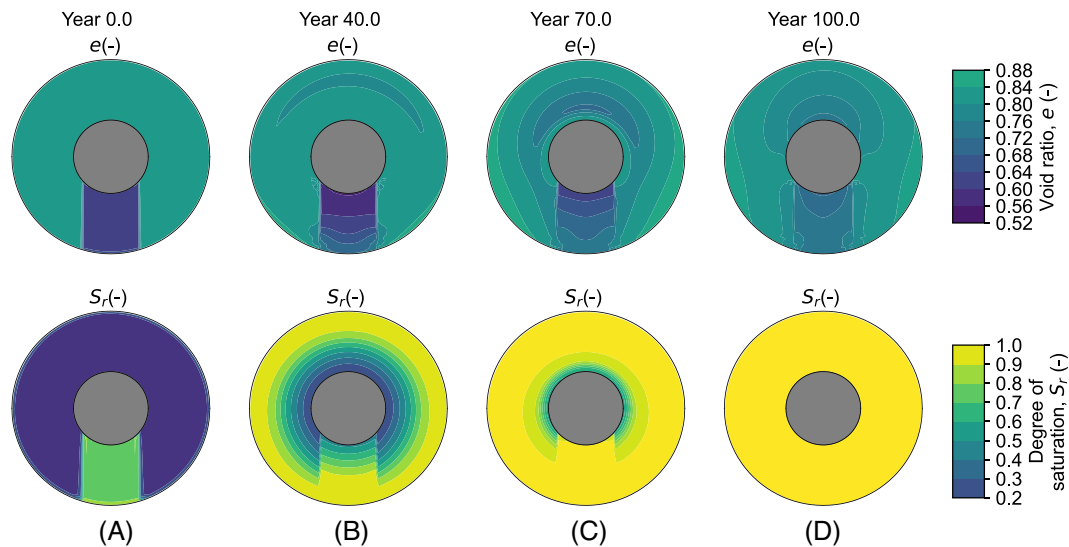 Year 0.0 Year 40.0 Year 70.0 Year 100.0
e(-) e(-) e(-) e(-)
0.88
0.84
0.80
0.76
0.72
0.68
0.64
0.60
0.56
0.52
Void ratio, e (-)
Sr(-) Sr(-) Sr(-) Sr(-)
1.0
0.9
0.8
0.7
0.6
0.5
0.4
0.3
0.2
Degree of
saturation, Sr (-)
(A) (B) (C) (D)